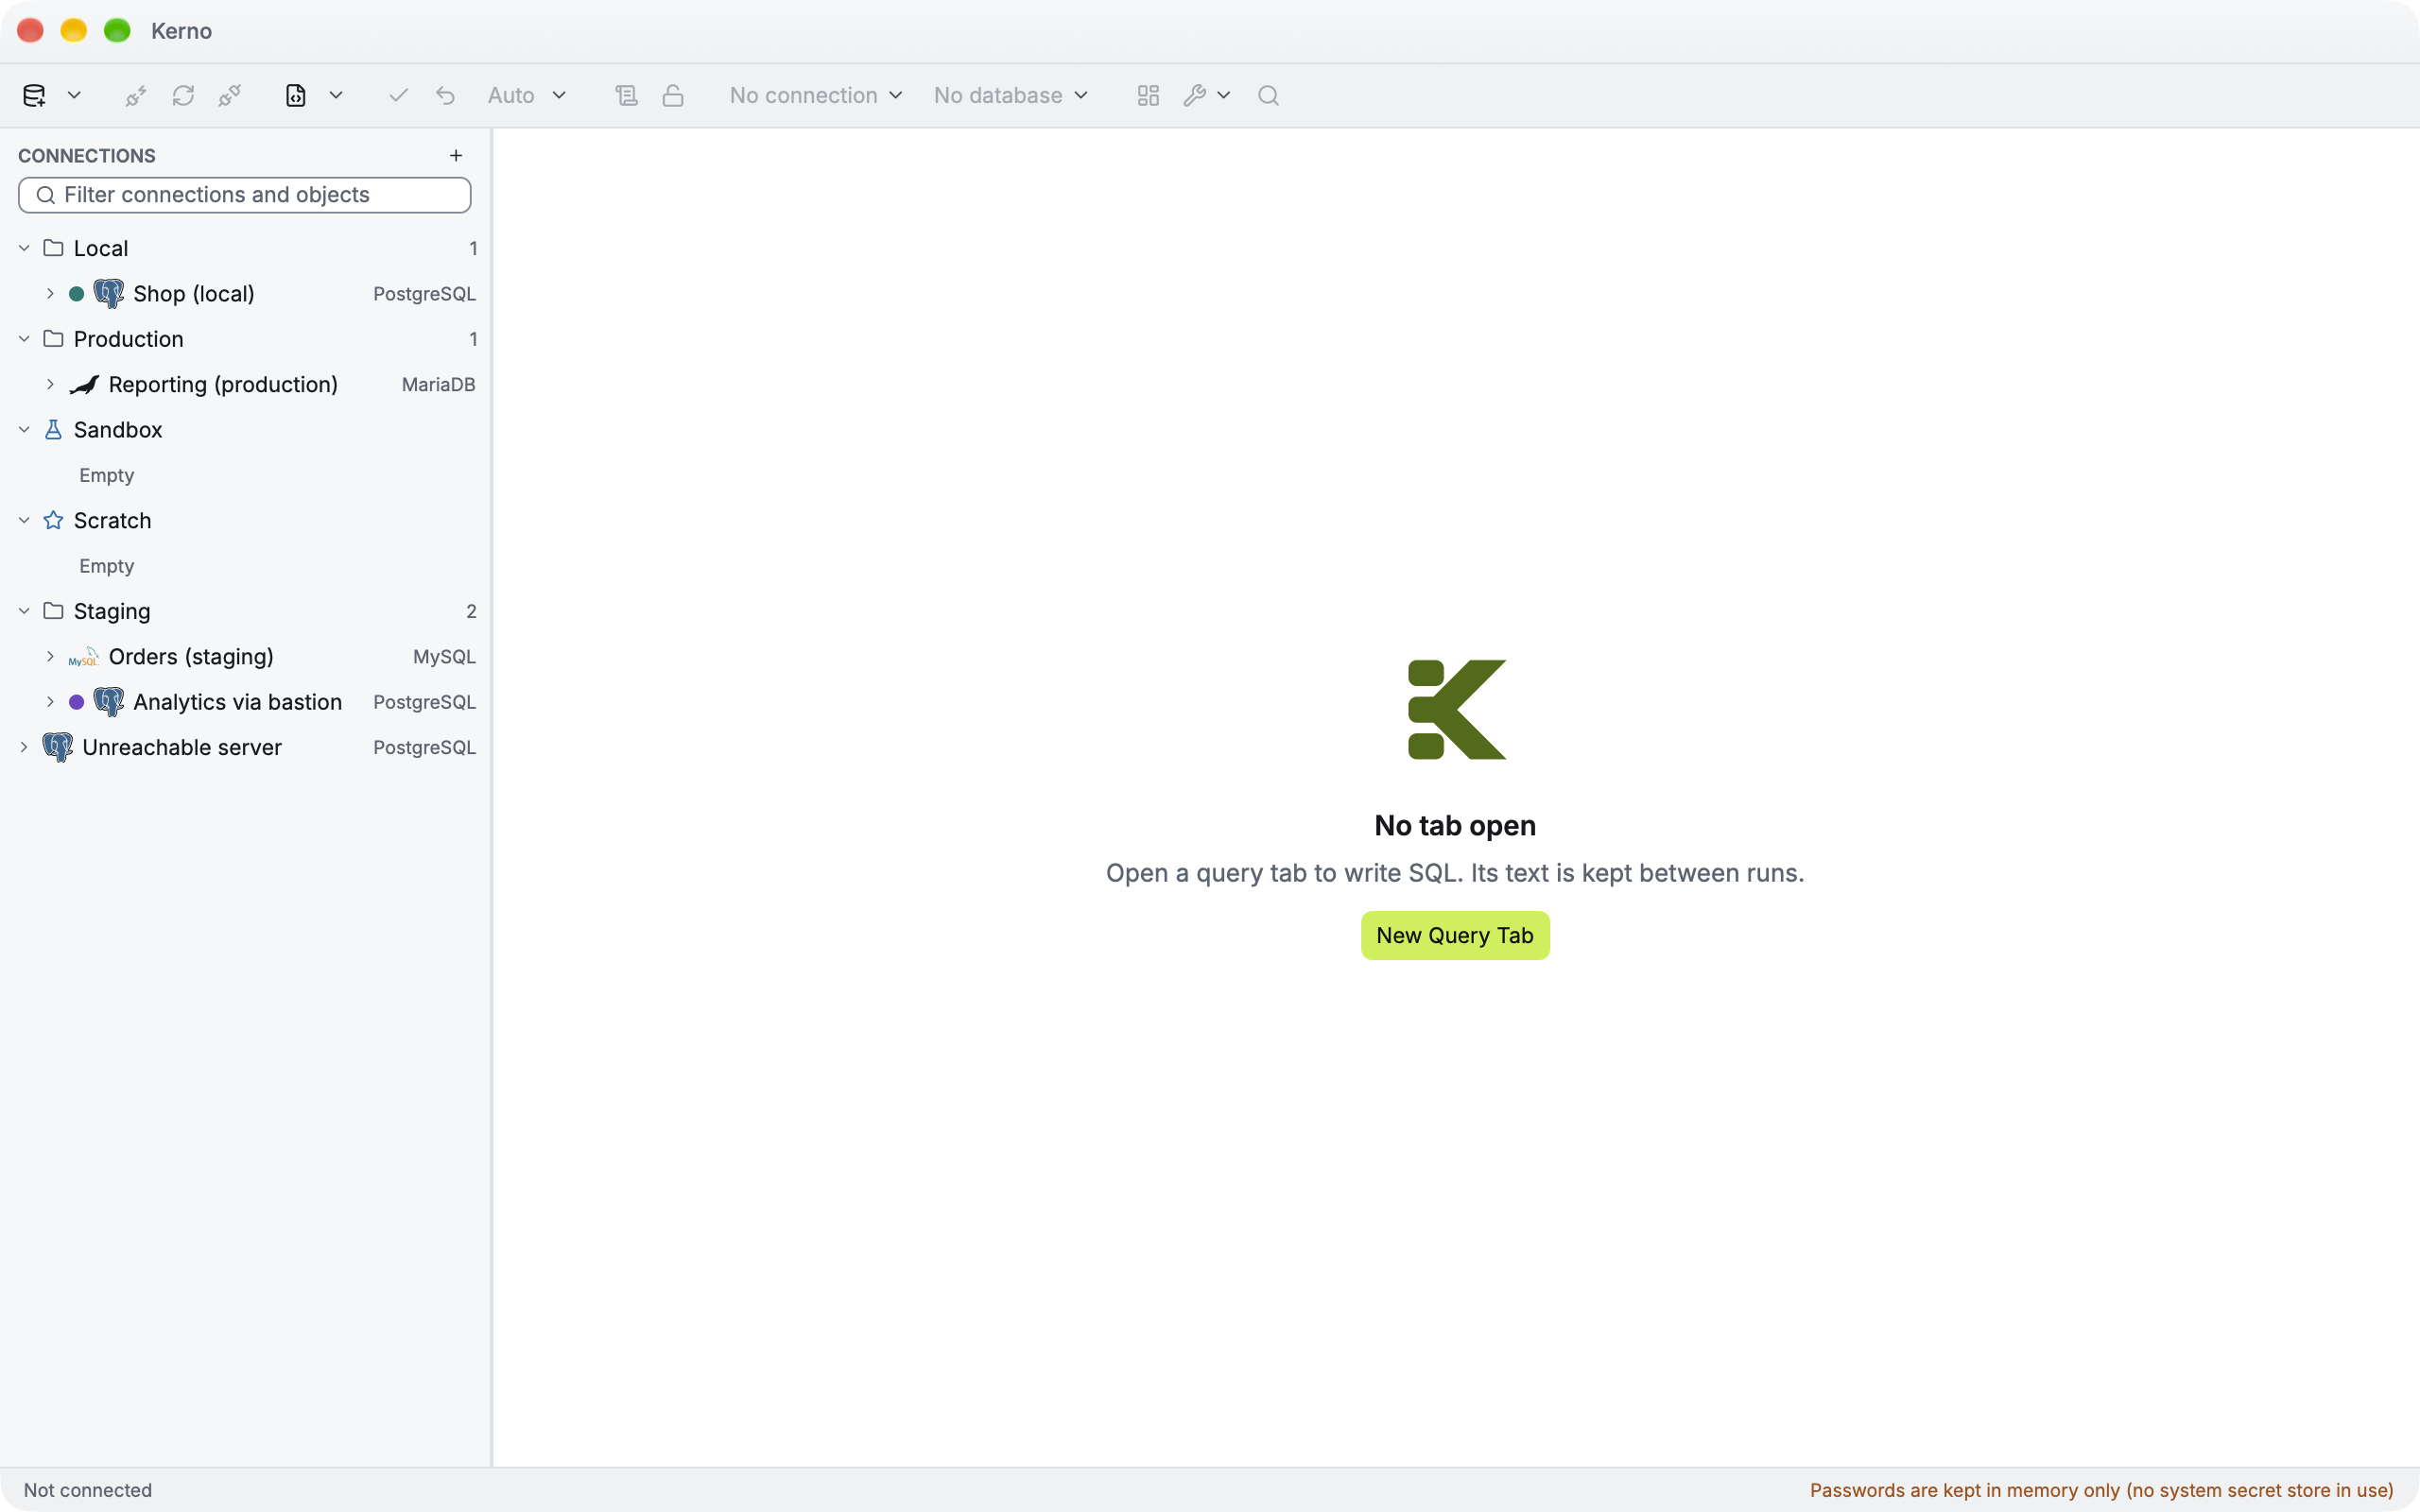 Kerno
Auto
No connection
No database
CONNECTIONS
Filter connections and objects
Local 1
Shop (local) PostgreSQL
Production 1
Reporting (production) MariaDB
Sandbox
Empty
Scratch
Empty
Staging 2
MySQL Orders (staging) MySQL
Analytics via bastion PostgreSQL
Unreachable server PostgreSQL
No tab open
Open a query tab to write SQL. Its text is kept between runs.
New Query Tab
Not connected
Passwords are kept in memory only (no system secret store in use)